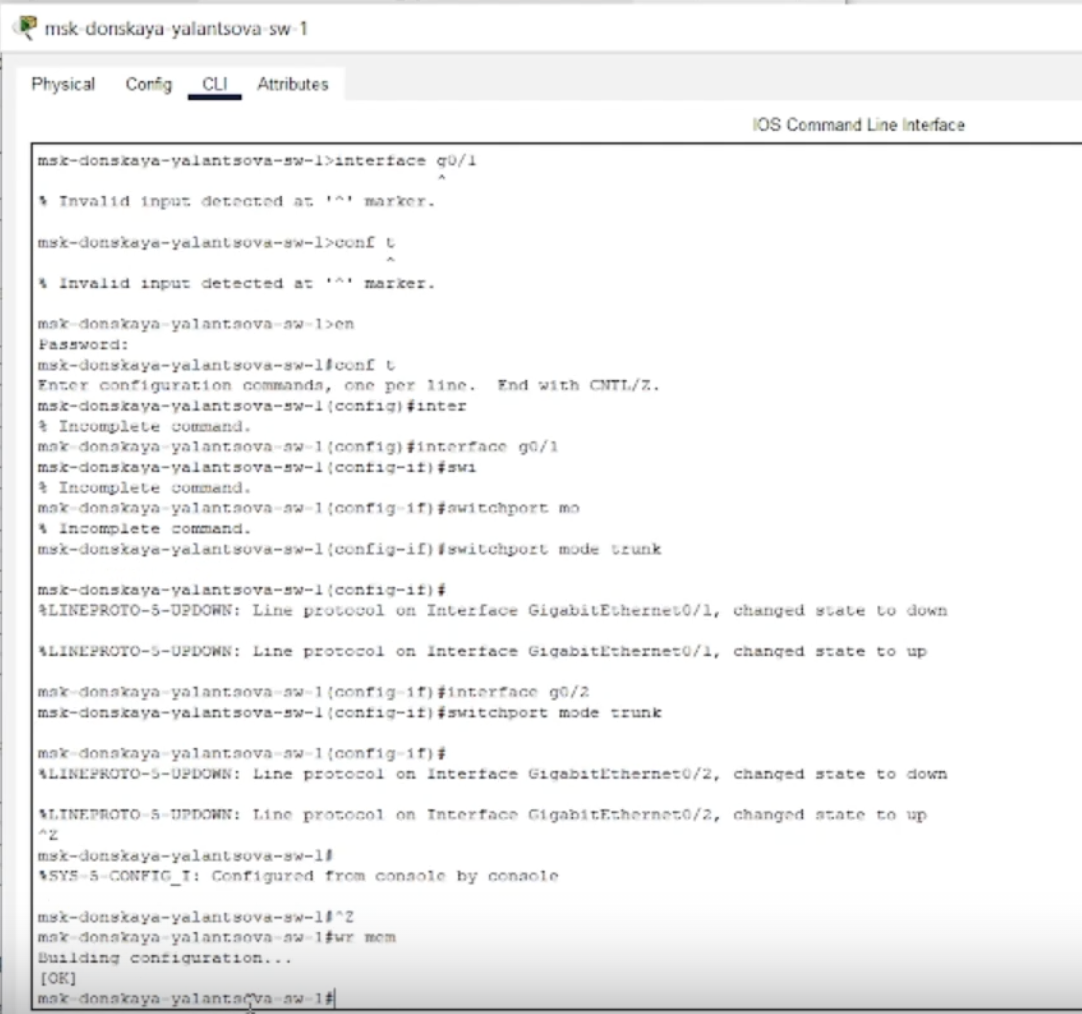 msk-donskaya-yalantsova-sw-1
Physical Config CLI Attributes
IOS Command Line Interface
msk-donskaya-yalantsova-sw-1>interface g0/1
^
% Invalid input detected at '^' marker.
msk-donskaya-yalantsova-sw-1>conf t
^
% Invalid input detected at '^' marker.
msk-donskaya-yalantsova-sw-1>en
Password:
msk-donskaya-yalantsova-sw-1#conf t
Enter configuration commands, one per line. End with CNTL/Z.
msk-donskaya-yalantsova-sw-1(config)#inter
% Incomplete command.
msk-donskaya-yalantsova-sw-1(config)#interface g0/1
msk-donskaya-yalantsova-sw-1(config-if)#swi
% Incomplete command.
msk-donskaya-yalantsova-sw-1(config-if)#switchport mo
% Incomplete command.
msk-donskaya-yalantsova-sw-1(config-if)#switchport mode trunk
msk-donskaya-yalantsova-sw-1(config-if)#
%LINEPROTO-5-UPDOWN: Line protocol on Interface GigabitEthernet0/1, changed state to down
%LINEPROTO-5-UPDOWN: Line protocol on Interface GigabitEthernet0/1, changed state to up
msk-donskaya-yalantsova-sw-1(config-if)#interface g0/2
msk-donskaya-yalantsova-sw-1(config-if)#switchport mode trunk
msk-donskaya-yalantsova-sw-1(config-if)#
%LINEPROTO-5-UPDOWN: Line protocol on Interface GigabitEthernet0/2, changed state to down
%LINEPROTO-5-UPDOWN: Line protocol on Interface GigabitEthernet0/2, changed state to up
^Z
msk-donskaya-yalantsova-sw-1#
%SYS-5-CONFIG_I: Configured from console by console
msk-donskaya-yalantsova-sw-1#^Z
msk-donskaya-yalantsova-sw-1#wr mem
Building configuration...
[OK]
msk-donskaya-yalantsova-sw-1#